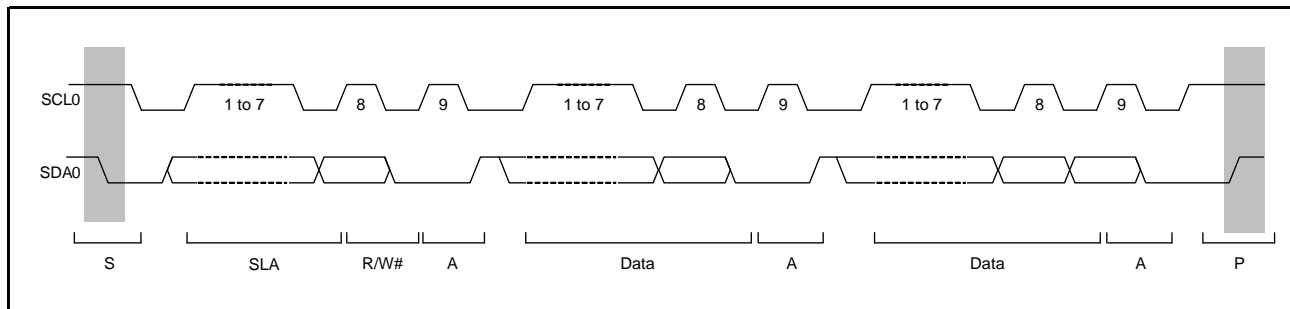 SCL0 1 to 7 8 9 1 to 7 8 9 1 to 7 8 9
SDA0
S SLA R/W# A Data A Data A P